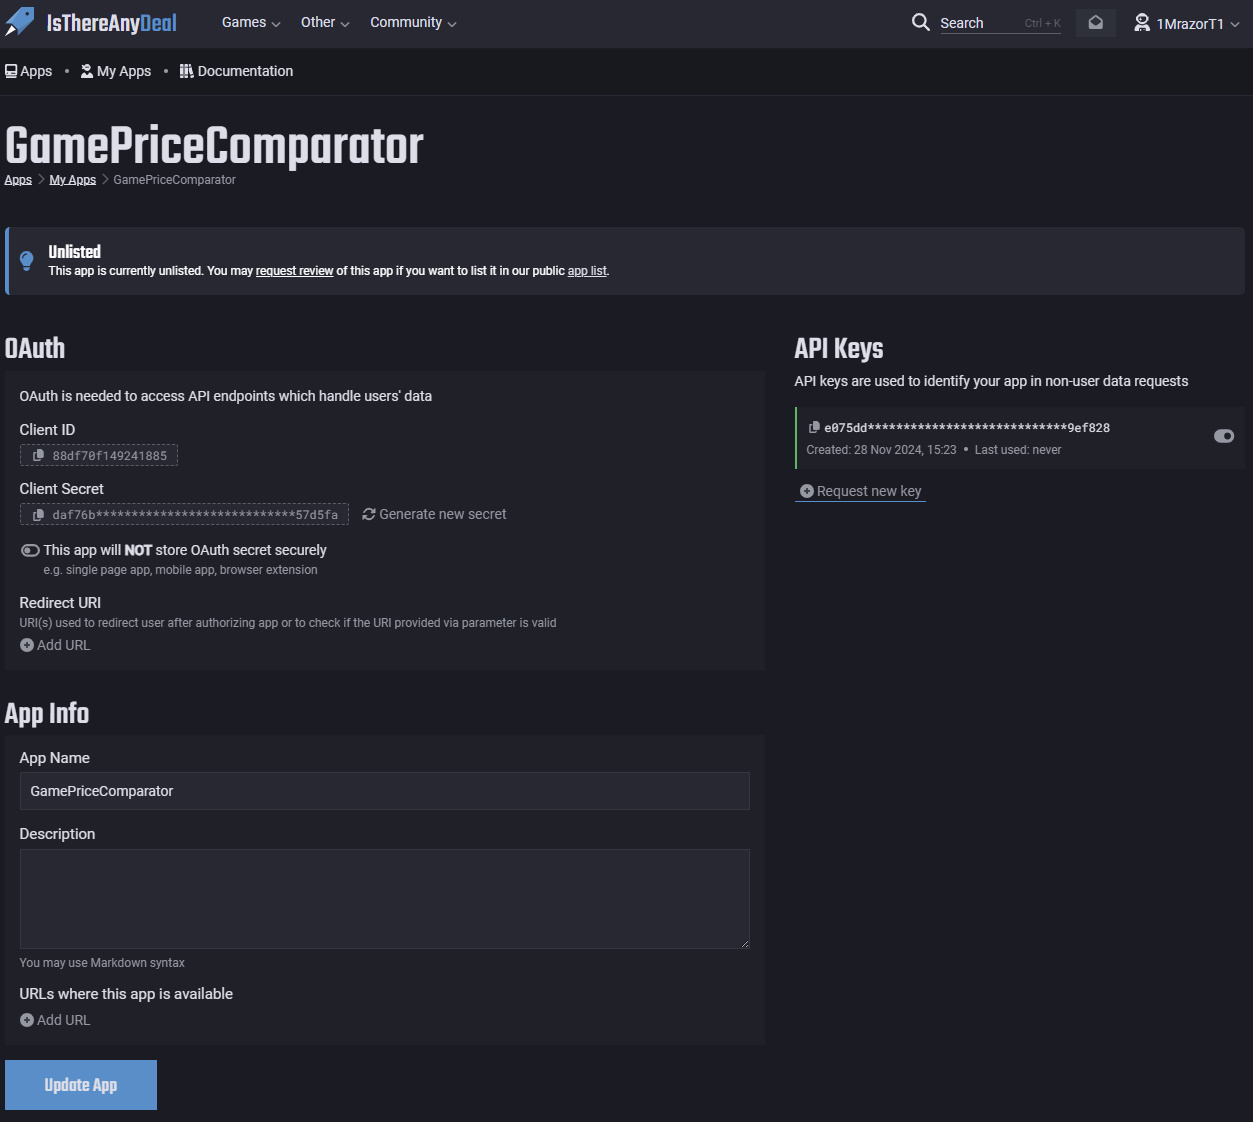 IsThereAnyDeal Games Other Community Search Ctrl + K 1MrazorT1
Apps • My Apps • Documentation
GamePriceComparator
Apps My Apps GamePriceComparator
Unlisted
This app is currently unlisted. You may request review of this app if you want to list it in our public app list.
OAuth
OAuth is needed to access API endpoints which handle users' data
Client ID
88df70f149241885
Client Secret
daf76b****************************57d5fa Generate new secret
This app will NOT store OAuth secret securely
e.g. single page app, mobile app, browser extension
Redirect URI
URI(s) used to redirect user after authorizing app or to check if the URI provided via parameter is valid
Add URL
App Info
App Name
GamePriceComparator
Description
You may use Markdown syntax
URLs where this app is available
Add URL
Update App
API Keys
API keys are used to identify your app in non-user data requests
e075dd****************************9ef828
Created: 28 Nov 2024, 15:23 • Last used: never
Request new key